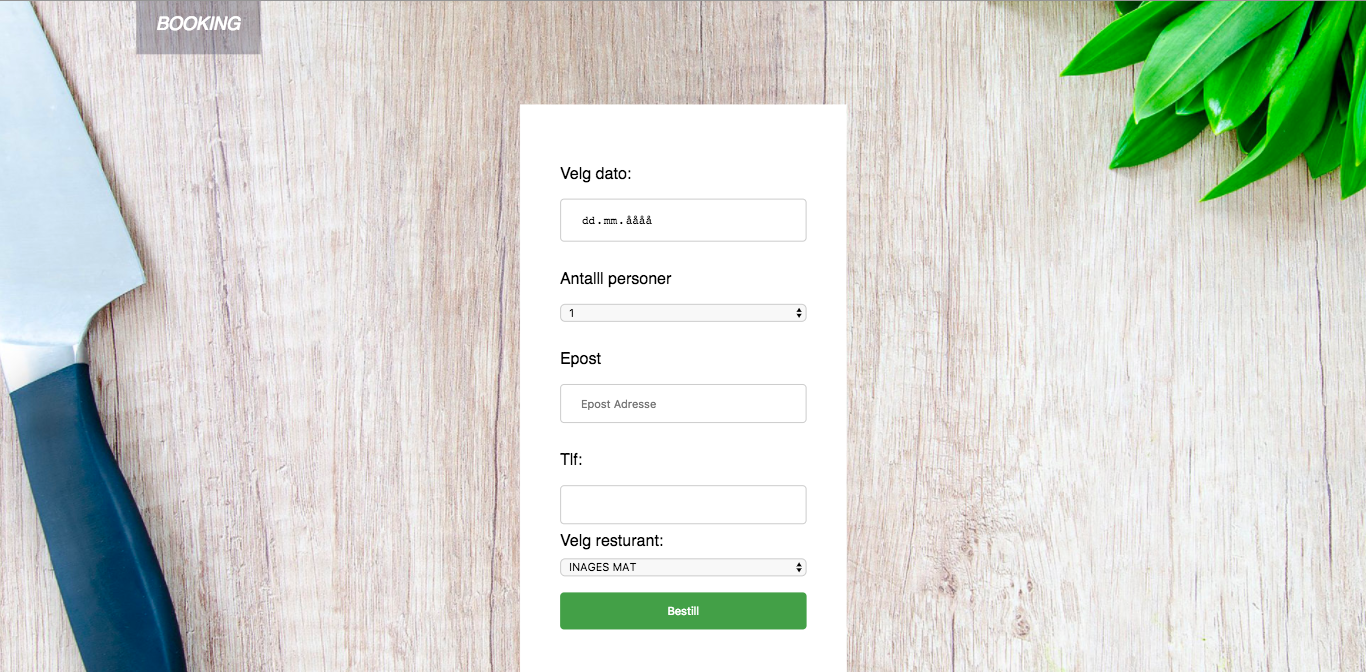 BOOKING
Velg dato:
dd.mm.åååå
Antalll personer
1
Epost
Epost Adresse
Tlf:
Velg resturant:
INAGES MAT
Bestill